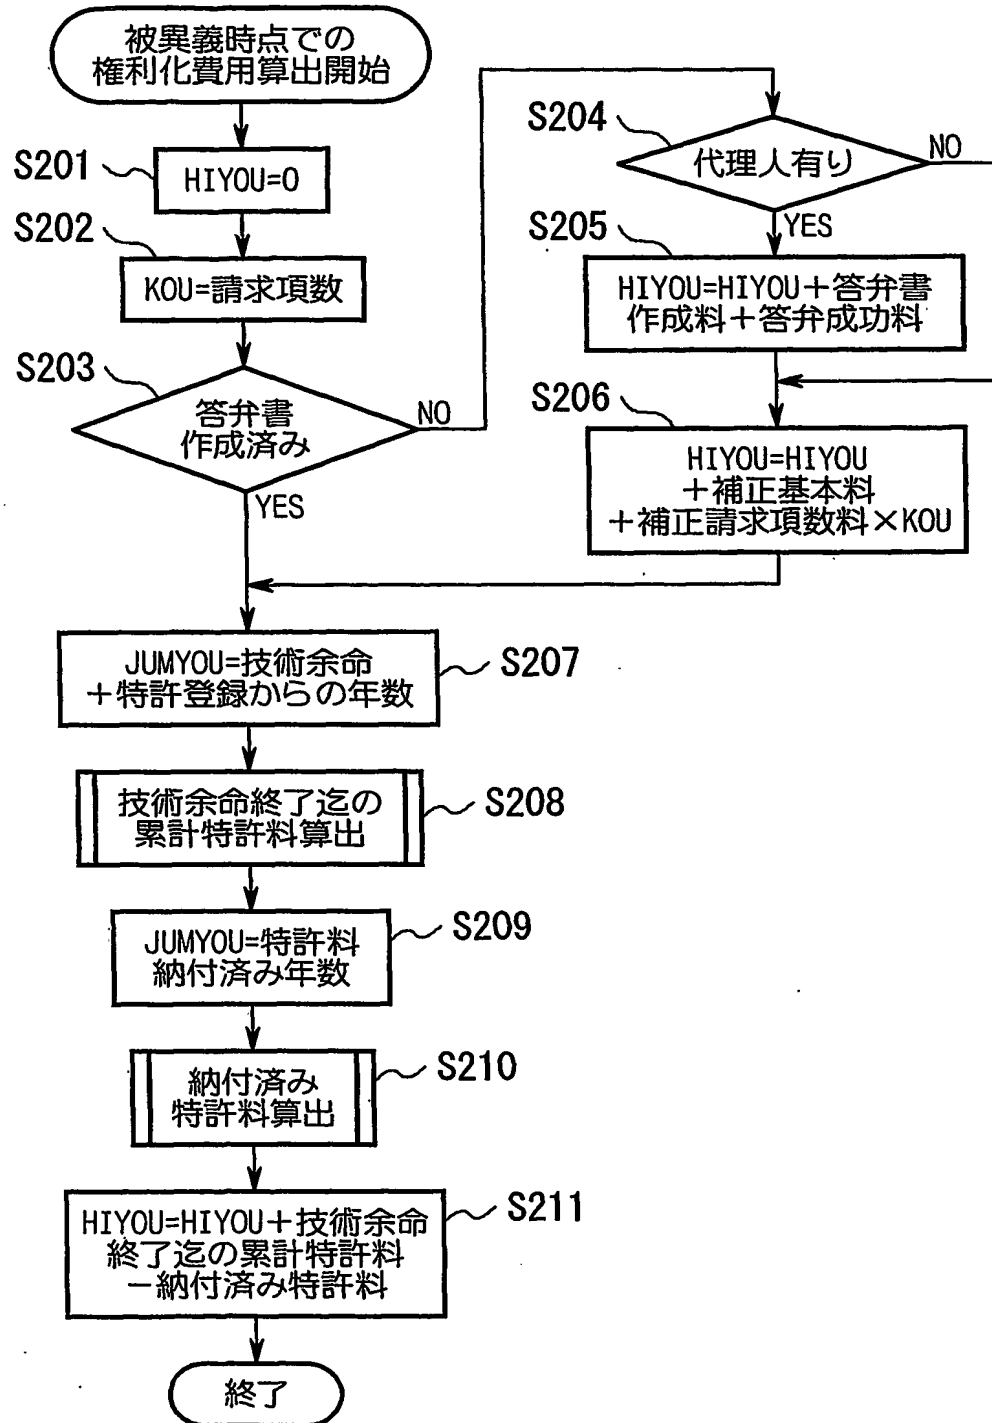 被異義時点での
権利化費用算出開始
S201
HIYOU=0
S202
KOU=請求項数
S203
答弁書
作成済み
NO
YES
S204
代理人有り
NO
YES
S205
HIYOU=HIYOU+答弁書
作成料+答弁成功料
S206
HIYOU=HIYOU
+補正基本料
+補正請求項数料×KOU
JUMYOU=技術余命
+特許登録からの年数
S207
技術余命終了迄の
累計特許料算出
S208
JUMYOU=特許料
納付済み年数
S209
納付済み
特許料算出
S210
HIYOU=HIYOU+技術余命
終了迄の累計特許料
-納付済み特許料
S211
終了